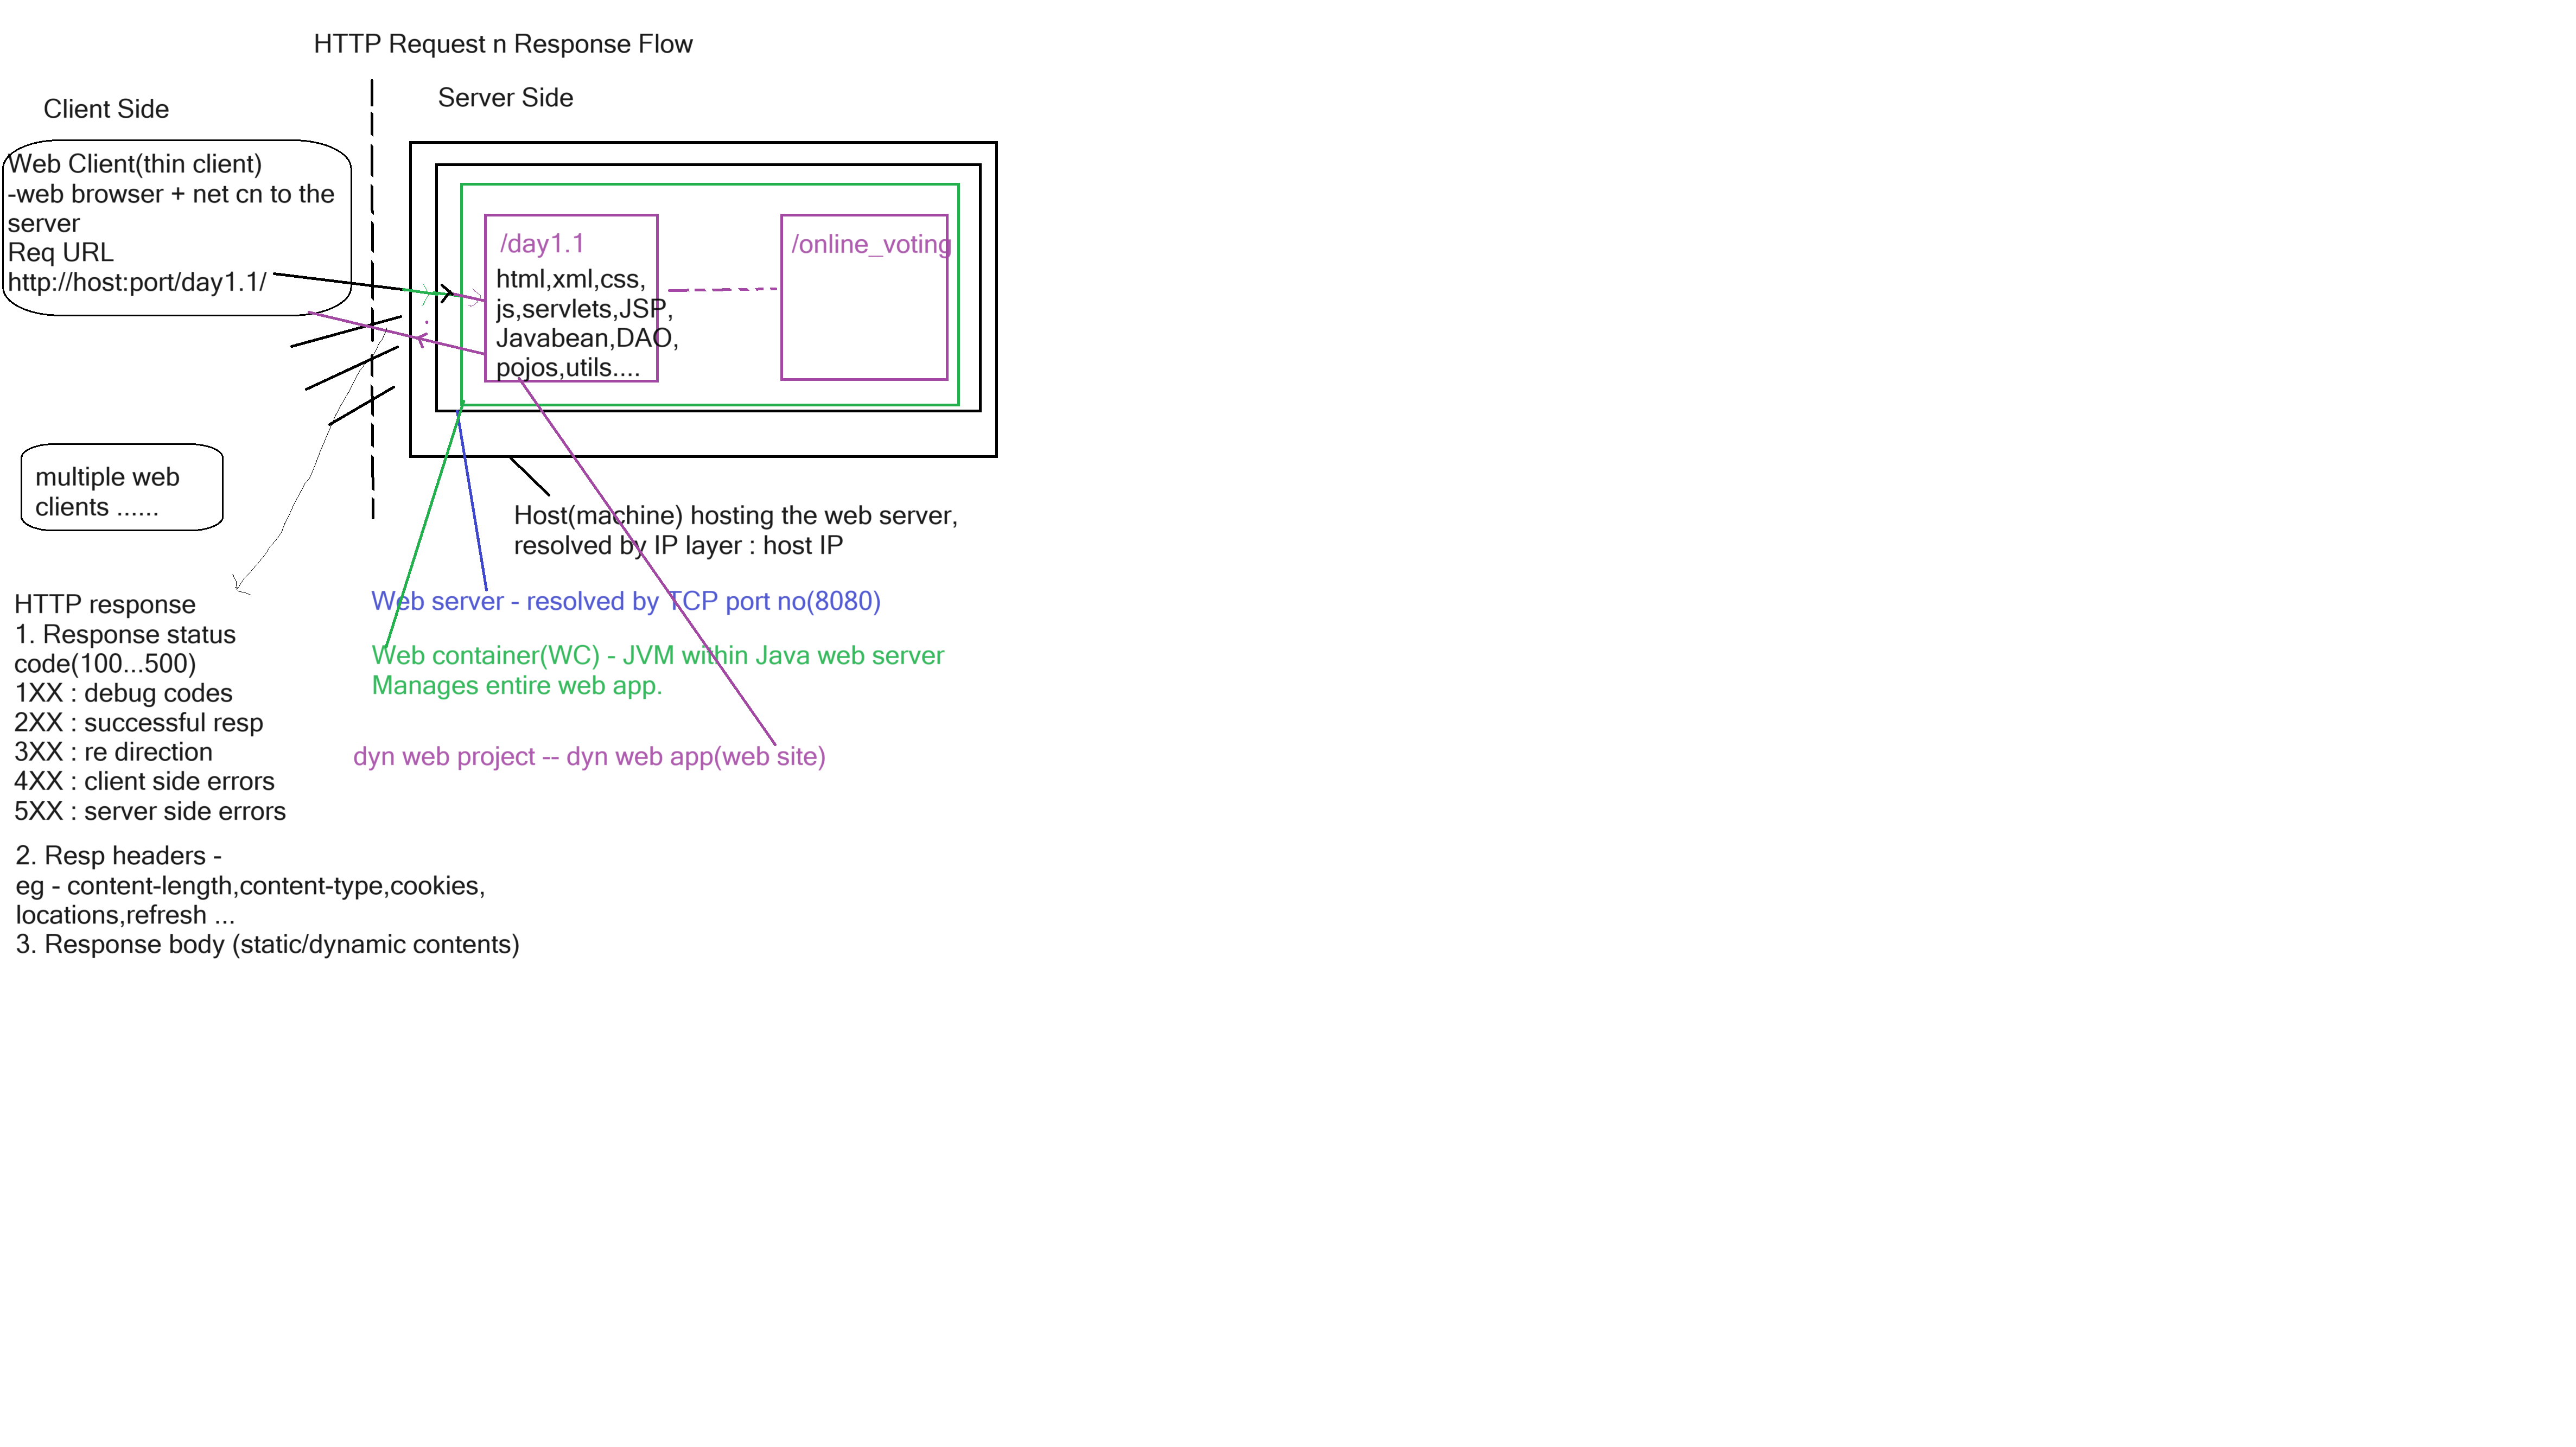 HTTP Request n Response Flow
Client Side
Server Side
Web Client(thin client)
-web browser + net cn to the
server
Req URL
http://host:port/day1.1/
/day1.1
html,xml,css,
js,servlets,JSP,
Javabean,DAO,
pojos,utils....
/online_voting
multiple web
clients ......
Host(machine) hosting the web server,
resolved by IP layer : host IP
Web server - resolved by TCP port no(8080)
Web container(WC) - JVM within Java web server
Manages entire web app.
dyn web project -- dyn web app(web site)
HTTP response
1. Response status
code(100...500)
1XX : debug codes
2XX : successful resp
3XX : re direction
4XX : client side errors
5XX : server side errors
2. Resp headers -
eg - content-length,content-type,cookies,
locations,refresh ...
3. Response body (static/dynamic contents)